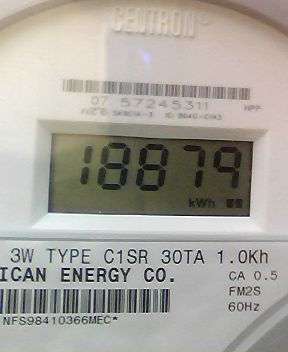 CENTRON
07 57245311 HPP
18879
kWh
3W TYPE C1SR 30TA 1.0Kh
ICAN ENERGY CO. CA 0.5
FM2S
NFS98410366MEC* 60Hz